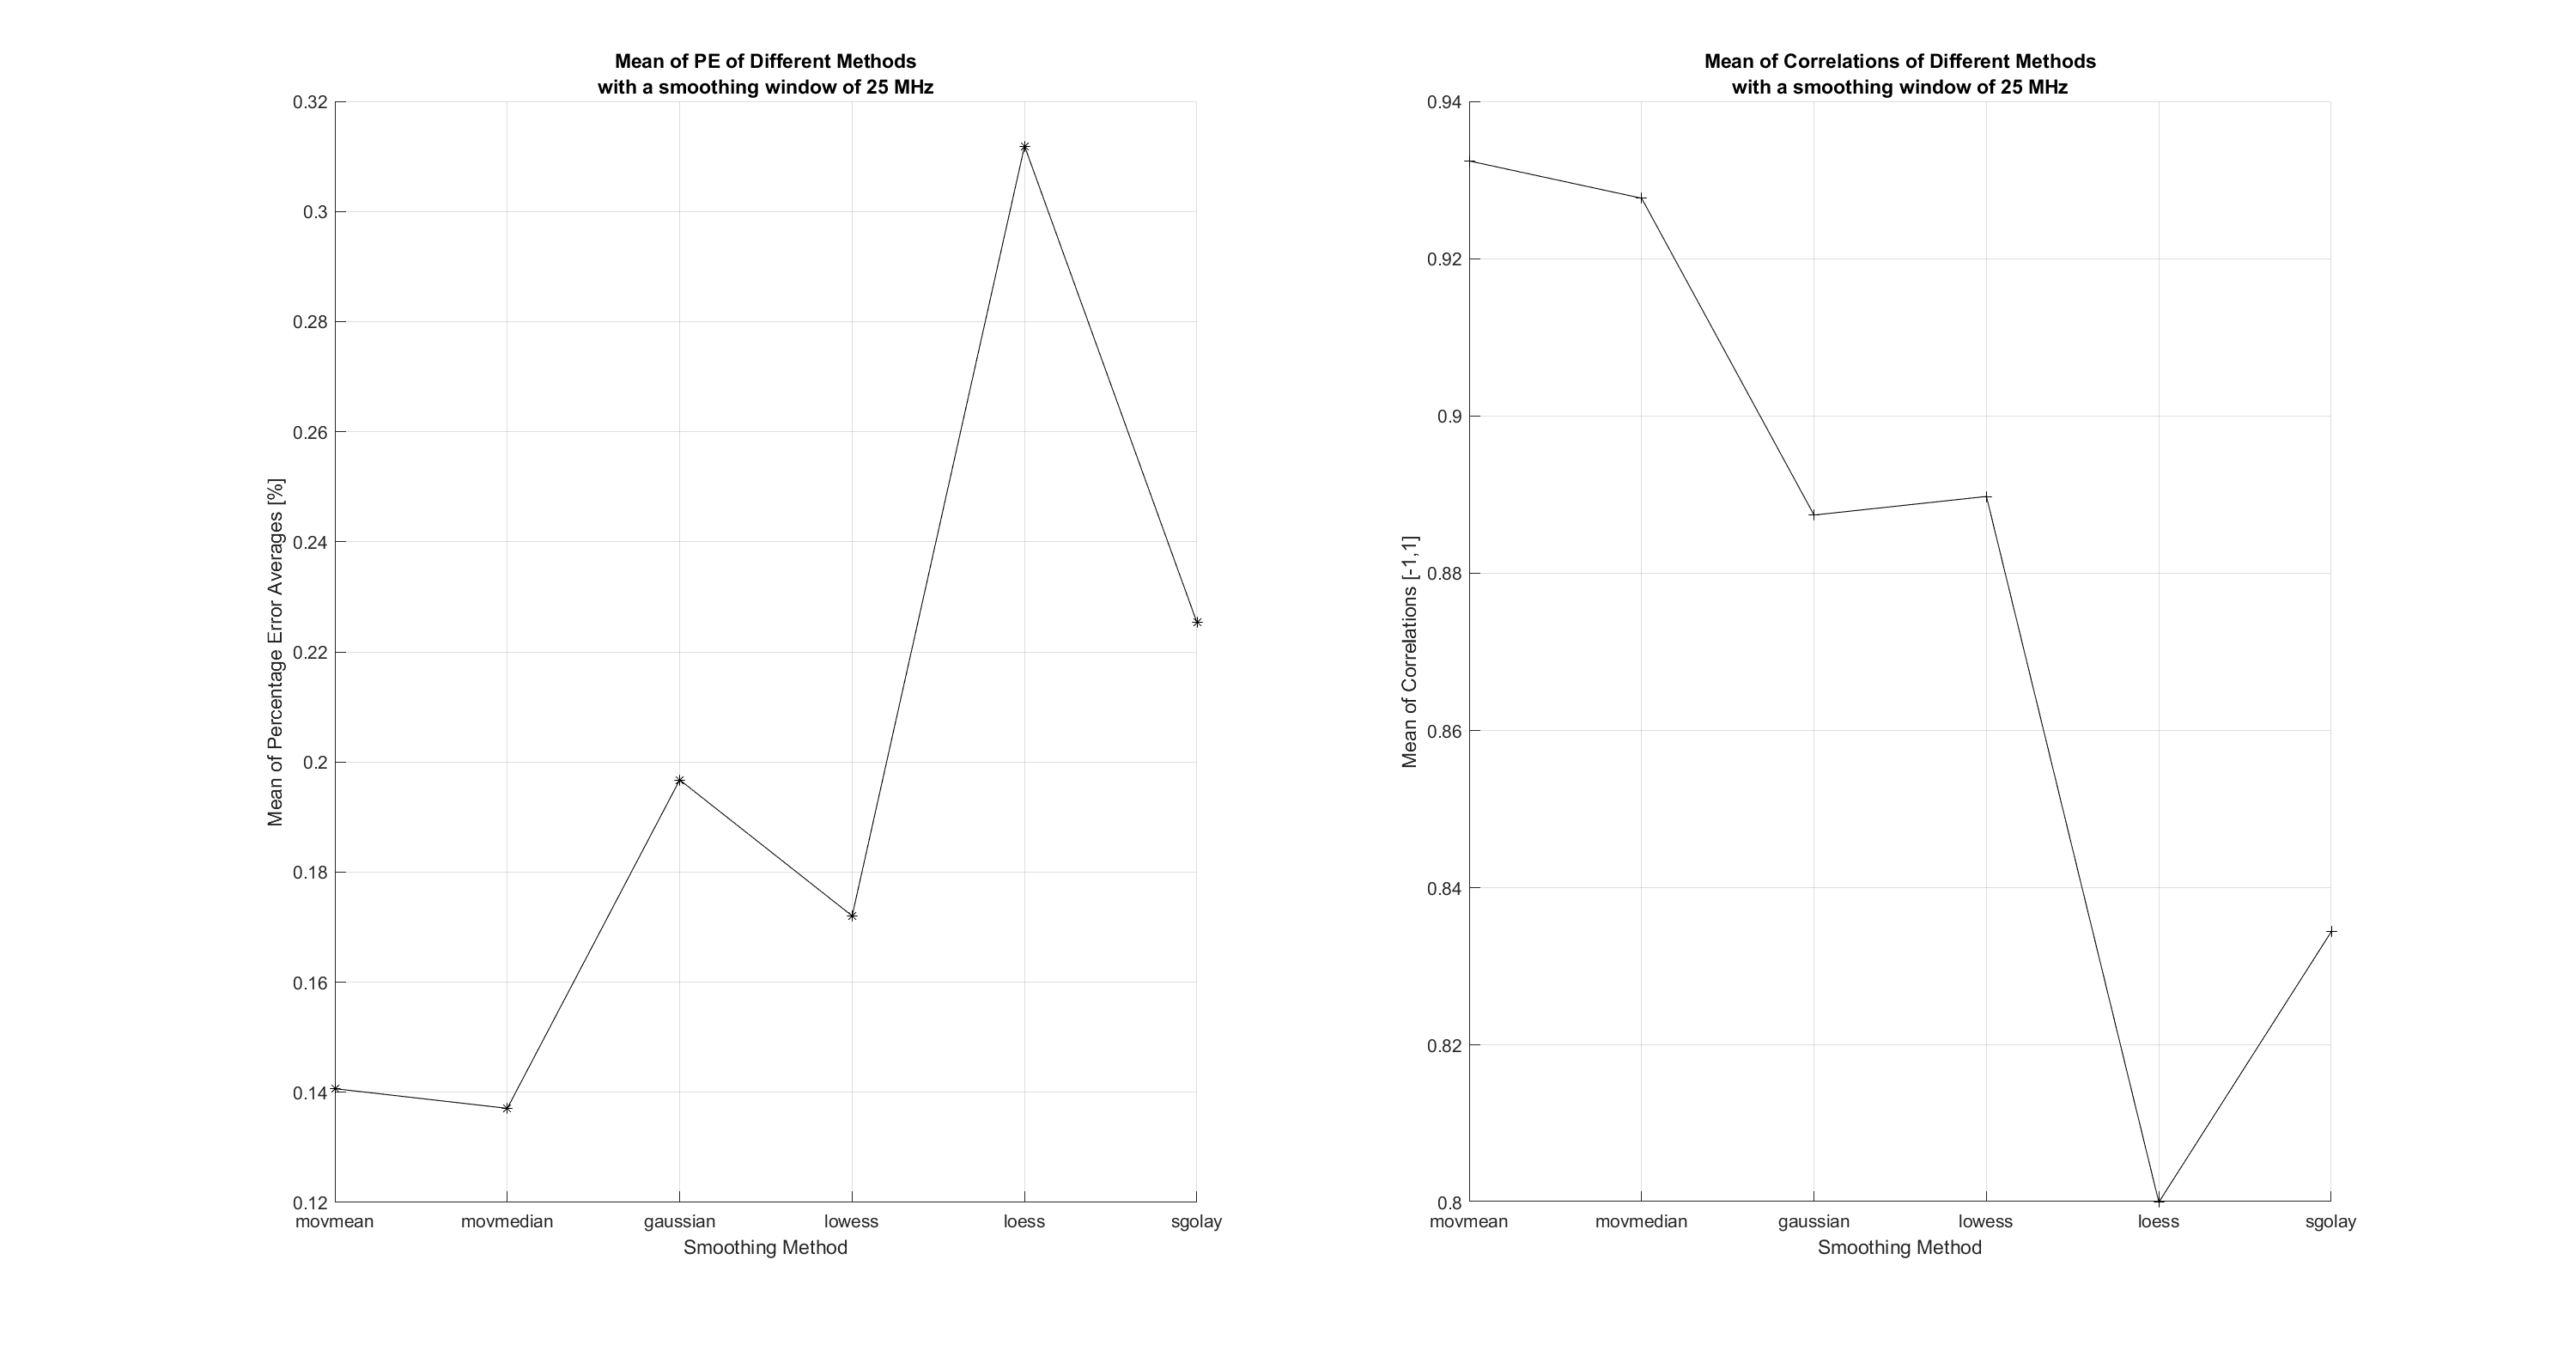 Mean of PE of Different Methods
with a smoothing window of 25 MHz
0.32
0.3
0.28
0.26
0.24
0.22
0.2
0.18
0.16
0.14
0.12
Mean of Percentage Error Averages [%]
movmean movmedian gaussian lowess loess sgolay
Smoothing Method
Mean of Correlations of Different Methods
with a smoothing window of 25 MHz
0.94
0.92
0.9
0.88
0.86
0.84
0.82
0.8
Mean of Correlations [-1,1]
movmean movmedian gaussian lowess loess sgolay
Smoothing Method